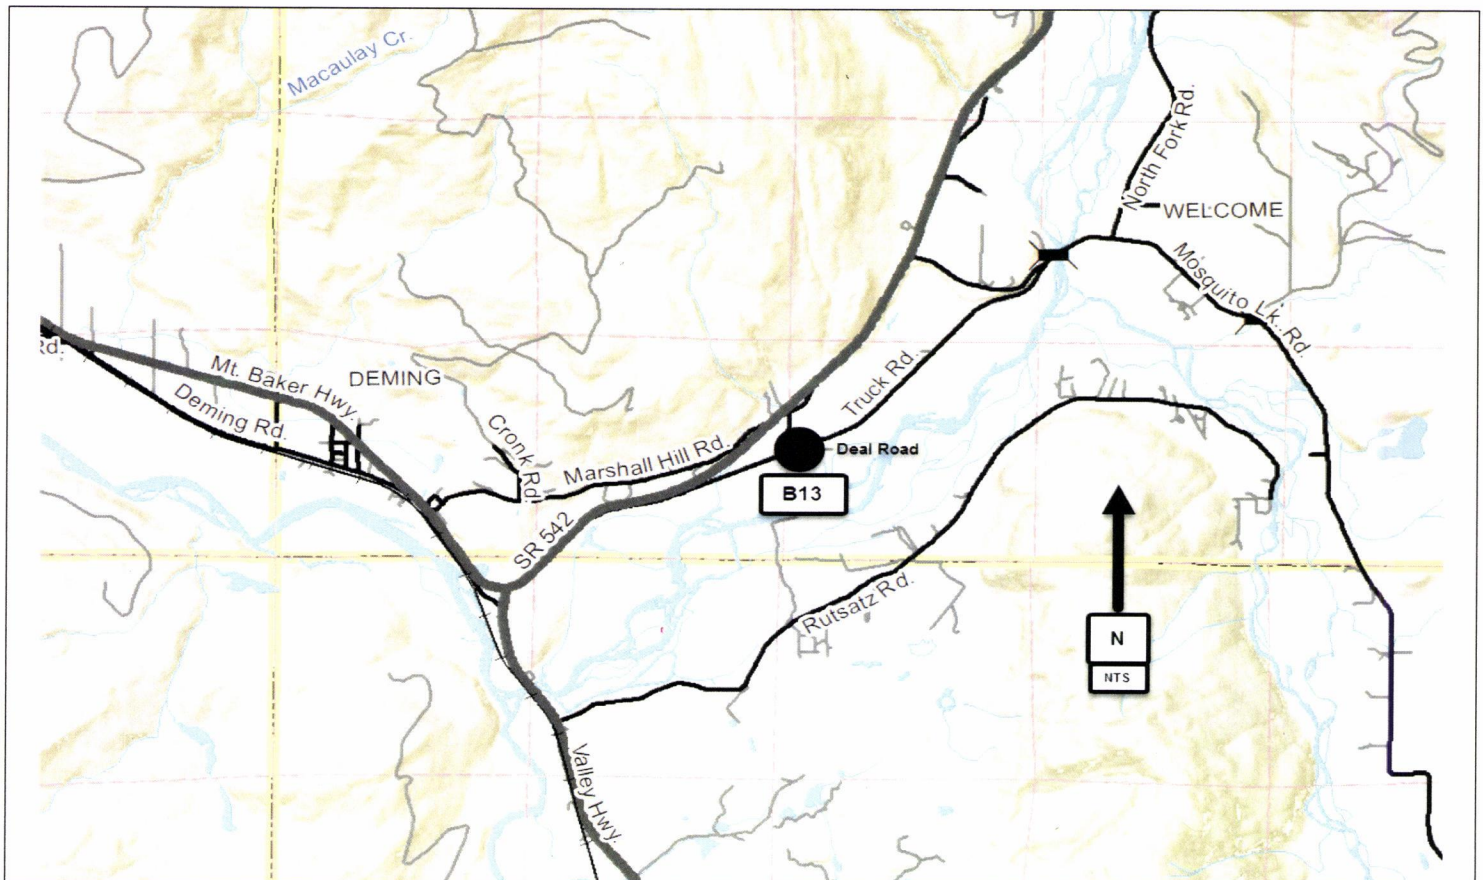 Macaulay Cr.
North Fork Rd.
WELCOME
Mosquito Lk. Rd.
Rd.
Mt. Baker Hwy.
DEMING
Deming Rd.
Cronk Rd.
Marshall Hill Rd.
Truck Rd.
Deal Road
B13
SR 542
Rutsatz Rd.
N
NTS
Valley Hwy.